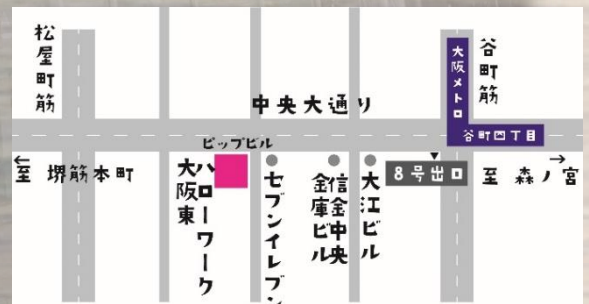 松屋町筋
大阪メトロ
谷町筋
中央大通り
谷町四丁目
ピップビル
← 至 堺筋本町
大阪東
ハローワーク
セブンイレブン
信金中央
金庫ビル
大江ビル
8号出口
至 森ノ宮 →